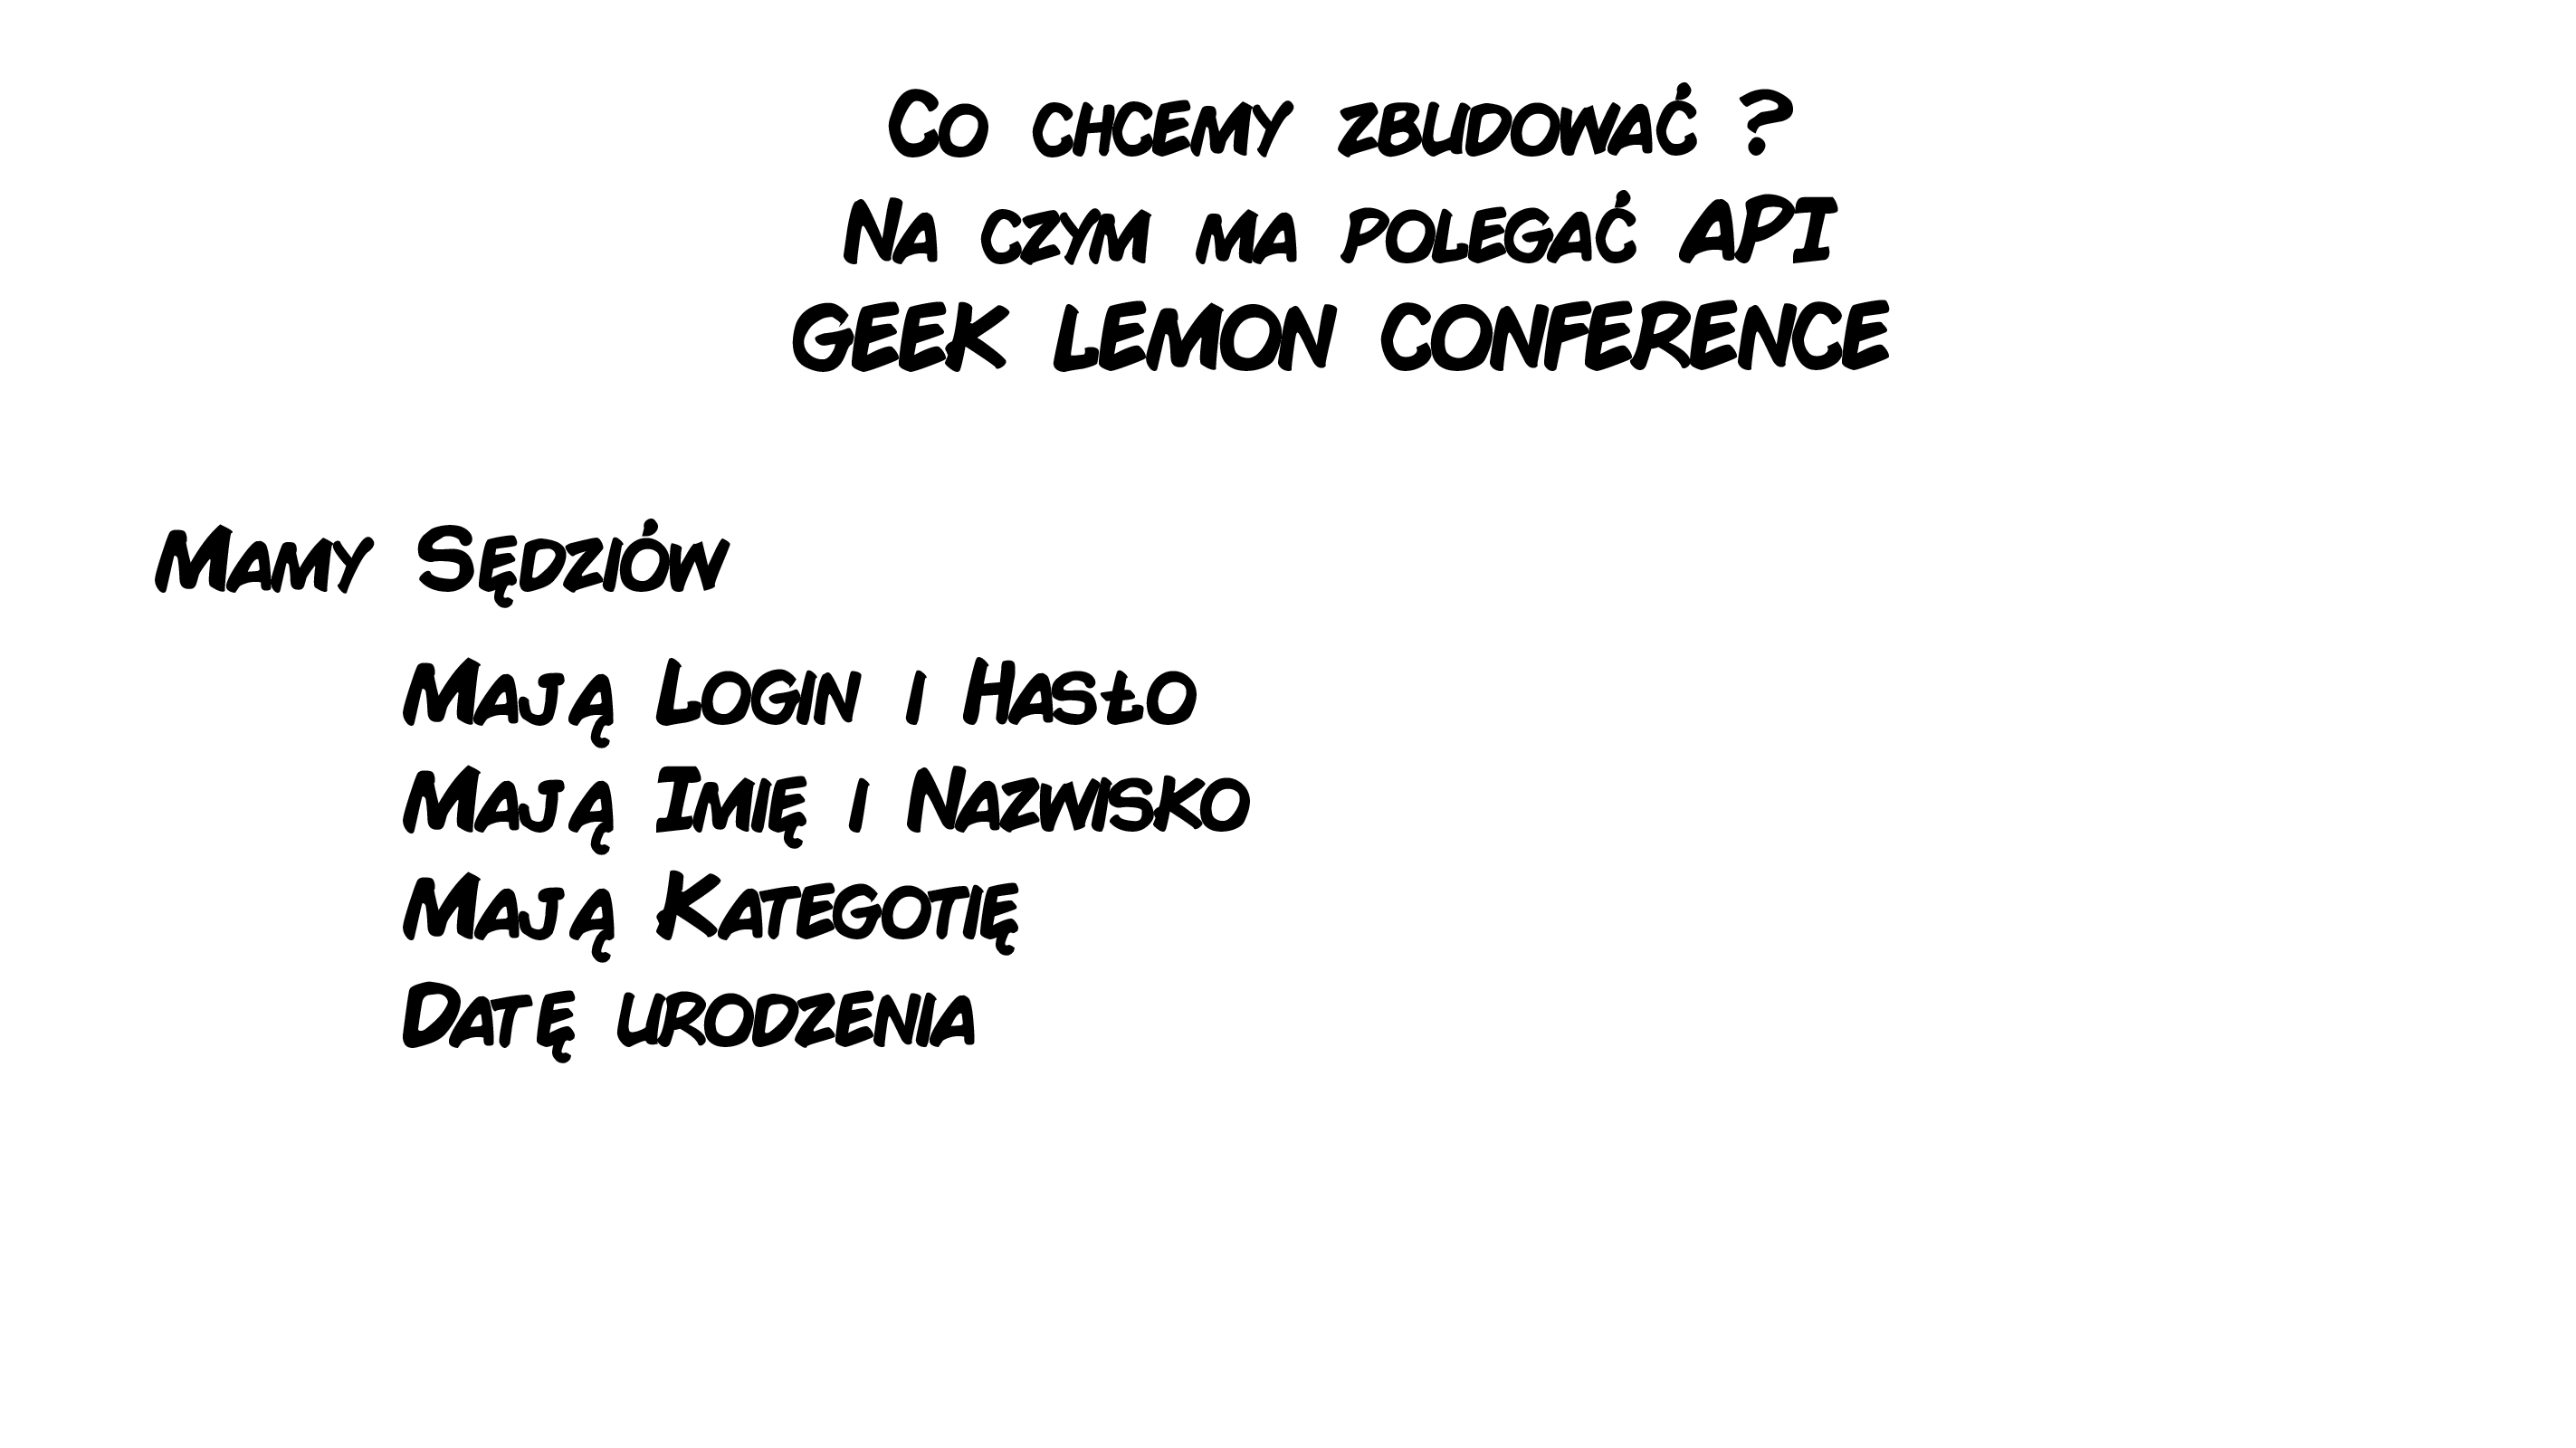 Co chcemy zbudować ?
Na czym ma polegać API
GEEK LEMON CONFERENCE
Mamy Sędziów
Mają Login i Hasło
Mają Imię i Nazwisko
Mają Kategotię
Datę urodzenia